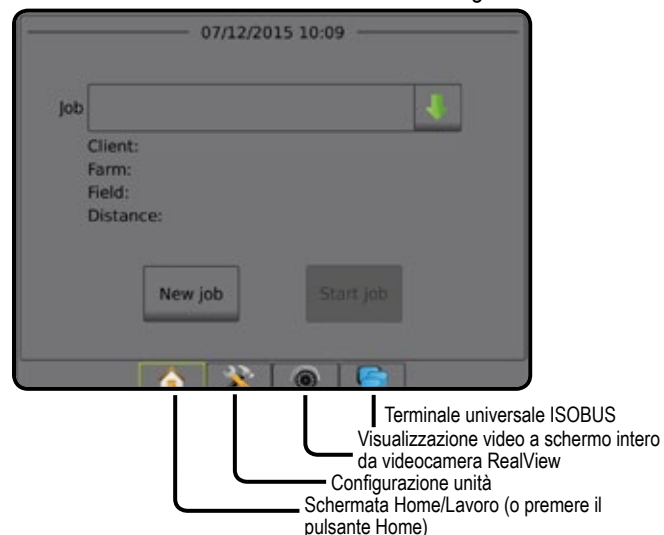 07/12/2015 10:09
Job
Client:
Farm:
Field:
Distance:
New job
Start job
Terminale universale ISOBUS
Visualizzazione video a schermo intero
da videocamera RealView
Configurazione unità
Schermata Home/Lavoro (o premere il
pulsante Home)